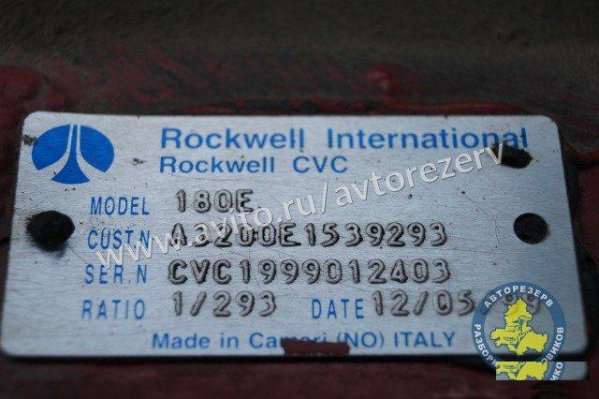 Rockwell International
Rockwell CVC
MODEL 180E
CUST.N A3200E1539293
SER.N CVC1999012403
RATIO 1/293 DATE 12/05
Made in Cameri (NO) ITALY
www.avito.ru/avtorezerv
АВТОРЕЗЕРВ